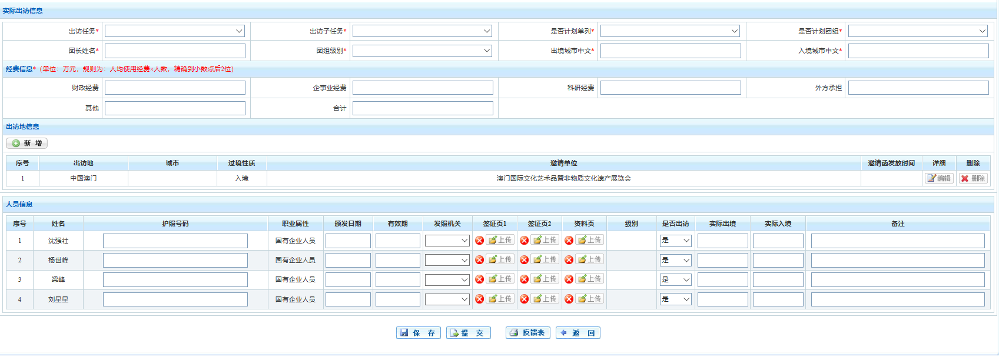 实际出访信息
出访任务* 出访子任务* 是否计划单列* 是否计划团组*
团长姓名* 团组级别* 出境城市中文* 入境城市中文*
经费信息*（单位：万元，规则为：人均使用经费×人数，精确到小数点后2位）
财政经费 企事业经费 科研经费 外方承担
其他 合计
出访地信息
新 增
序号 出访地 城市 过境性质 邀请单位 邀请函发放时间 详细 删除
1 中国澳门 入境 澳门国际文化艺术品暨非物质文化遗产展览会 编辑 删除
人员信息
序号 姓名 护照号码 职业属性 颁发日期 有效期 发照机关 签证页1 签证页2 资料页 级别 是否出访 实际出境 实际入境 备注
1 沈强壮 国有企业人员 上传 上传 上传 是
2 杨世峰 国有企业人员 上传 上传 上传 是
3 梁峰 国有企业人员 上传 上传 上传 是
4 刘星星 国有企业人员 上传 上传 上传 是
保 存 提 交 反馈表 返 回